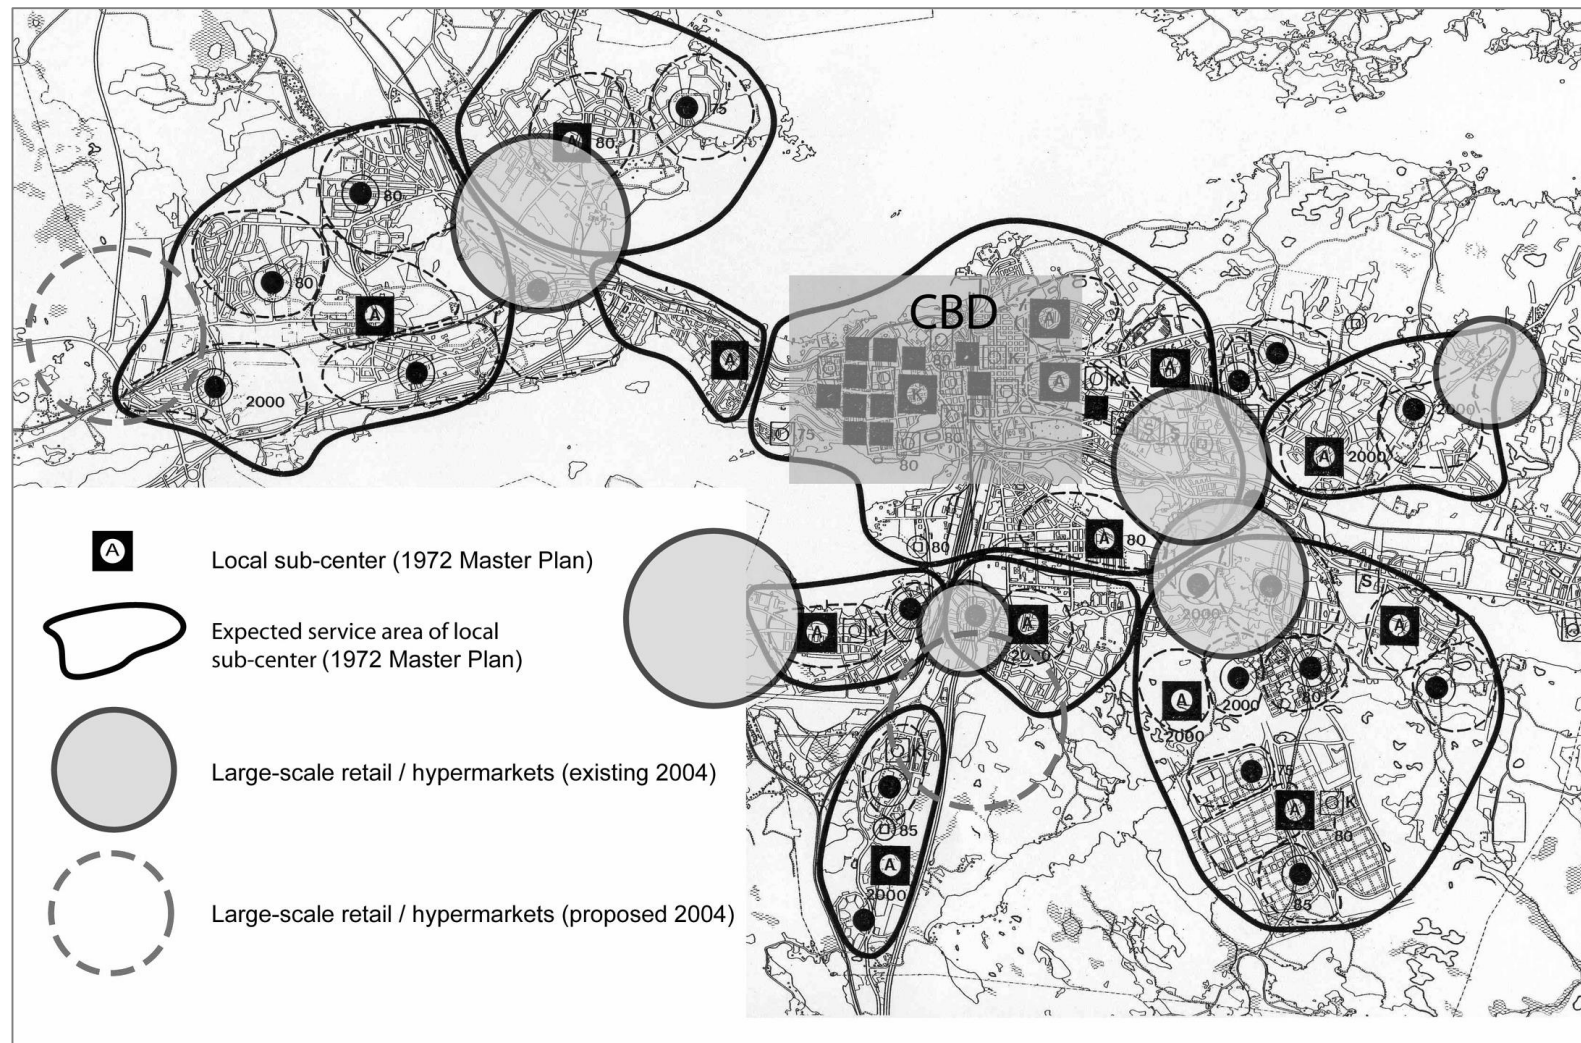 A
80
75
80
80
A
2000
A
CBD
A
80
K
A
K
A
K
75
80
80
2000
A
2000
80
A
80
S
2000
A
K
A
2000
A
A
2000
2000
80
K
75
A
K
80
85
A
2000
85
A
Local sub-center (1972 Master Plan)
Expected service area of local
sub-center (1972 Master Plan)
Large-scale retail / hypermarkets (existing 2004)
Large-scale retail / hypermarkets (proposed 2004)